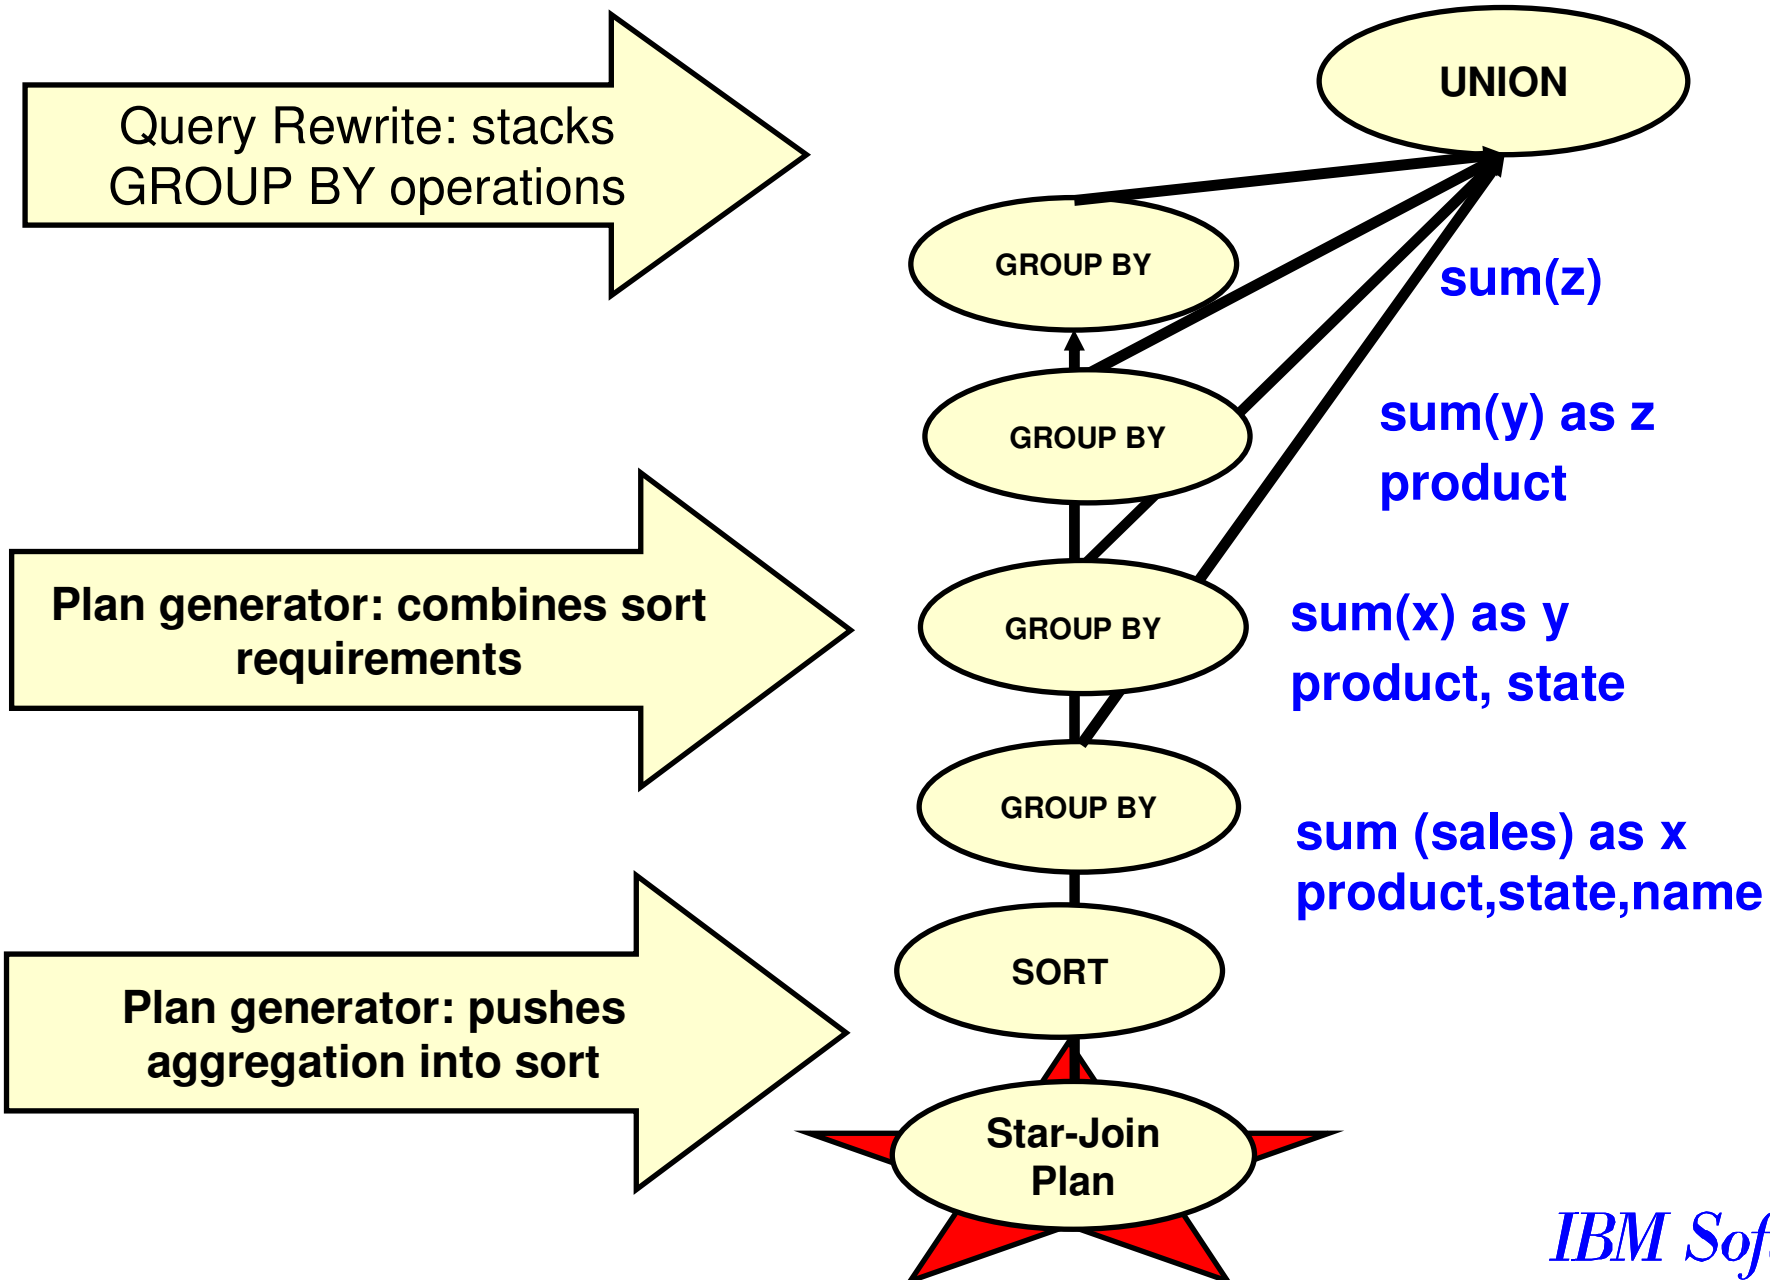 UNION
Query Rewrite: stacks
GROUP BY operations
GROUP BY
sum(z)
GROUP BY
sum(y) as z
product
Plan generator: combines sort
requirements
GROUP BY
sum(x) as y
product, state
GROUP BY
sum (sales) as x
product,state,name
SORT
Plan generator: pushes
aggregation into sort
Star-Join
Plan
IBM